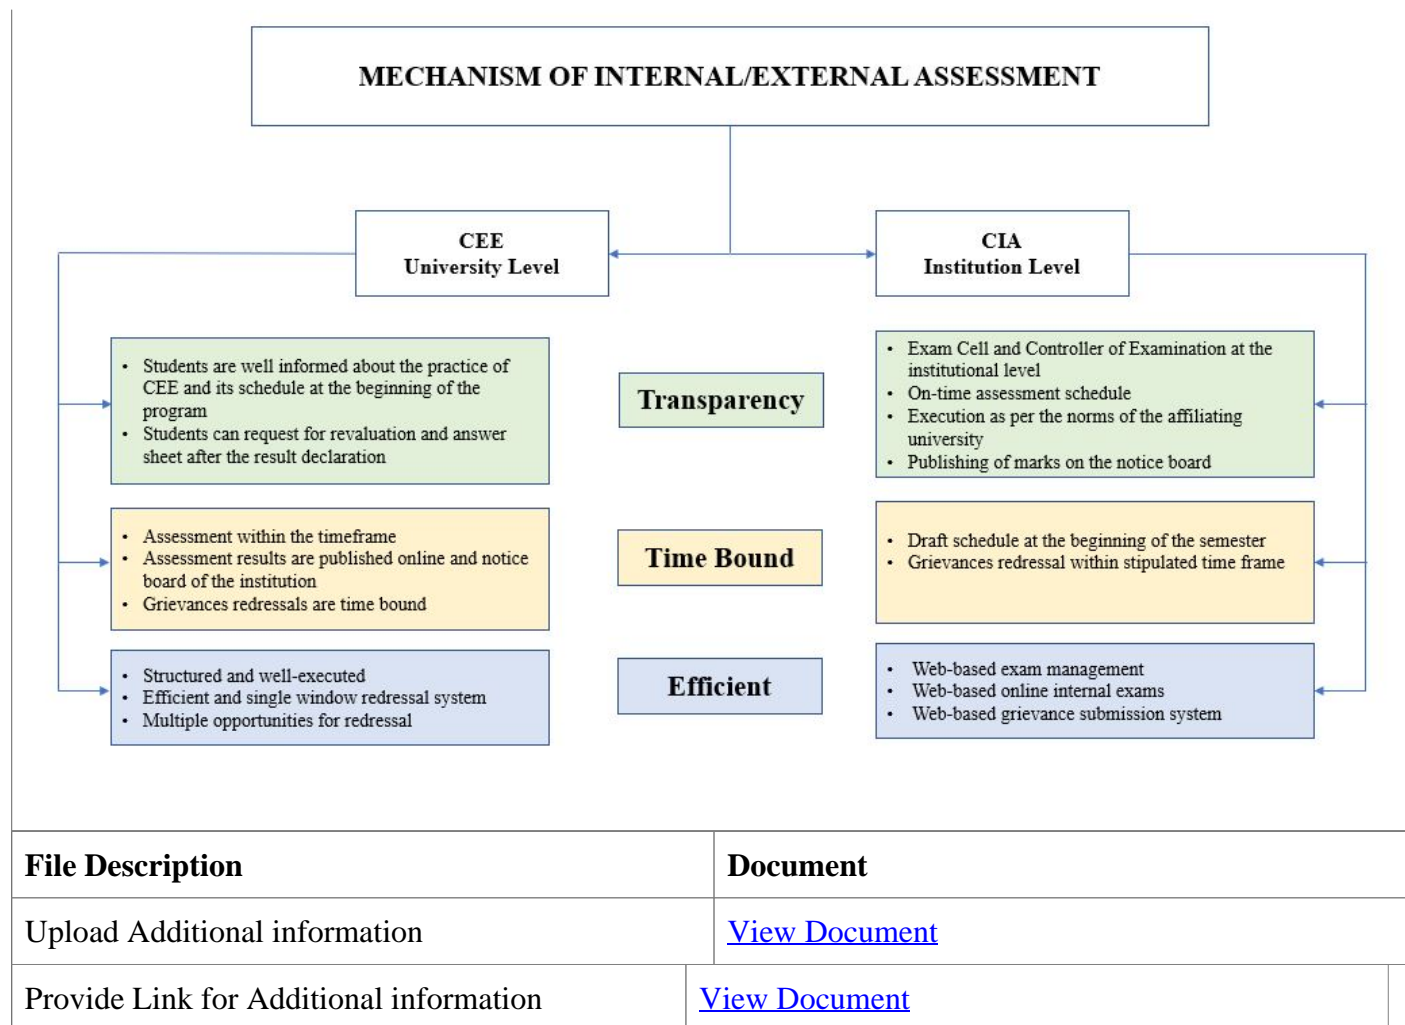 MECHANISM OF INTERNAL/EXTERNAL ASSESSMENT
CEE
University Level
CIA
Institution Level
• Students are well informed about the practice of
CEE and its schedule at the beginning of the
program
• Students can request for revaluation and answer
sheet after the result declaration
Transparency
• Exam Cell and Controller of Examination at the
institutional level
• On-time assessment schedule
• Execution as per the norms of the affiliating
university
• Publishing of marks on the notice board
• Assessment within the timeframe
• Assessment results are published online and notice
board of the institution
• Grievances redressals are time bound
Time Bound
• Draft schedule at the beginning of the semester
• Grievances redressal within stipulated time frame
• Structured and well-executed
• Efficient and single window redressal system
• Multiple opportunities for redressal
Efficient
• Web-based exam management
• Web-based online internal exams
• Web-based grievance submission system
File Description
Document
Upload Additional information
View Document
Provide Link for Additional information
View Document